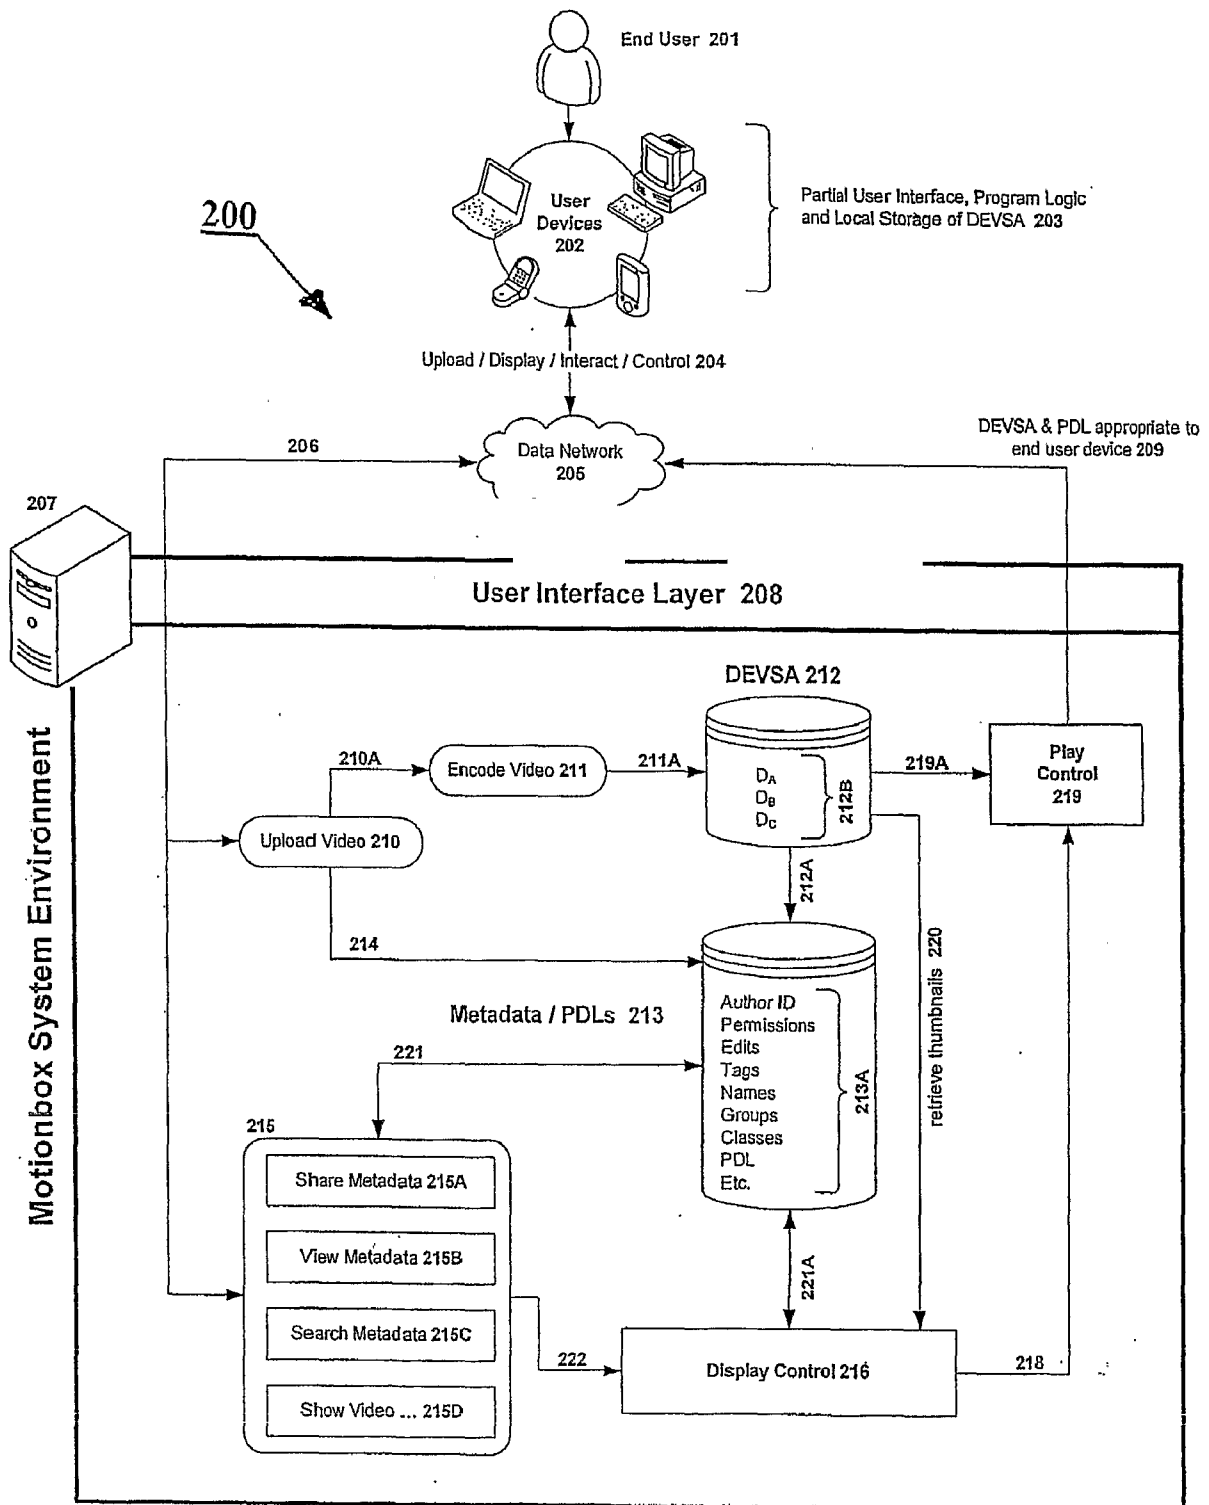 End User 201
200
User
Devices
202
Partial User Interface, Program Logic
and Local Storage of DEVSA 203
Upload / Display / Interact / Control 204
206
Data Network
205
DEVSA & PDL appropriate to
end user device 209
207
User Interface Layer 208
Motionbox System Environment
DEVSA 212
210A
Encode Video 211
211A
DA
DB
DC
212B
219A
Play
Control
219
Upload Video 210
212A
214
retrieve thumbnails 220
Metadata / PDLs 213
Author ID
Permissions
Edits
Tags
Names
Groups
Classes
PDL
Etc.
213A
221
215
Share Metadata 215A
View Metadata 215B
Search Metadata 215C
Show Video ... 215D
221A
222
Display Control 216
218